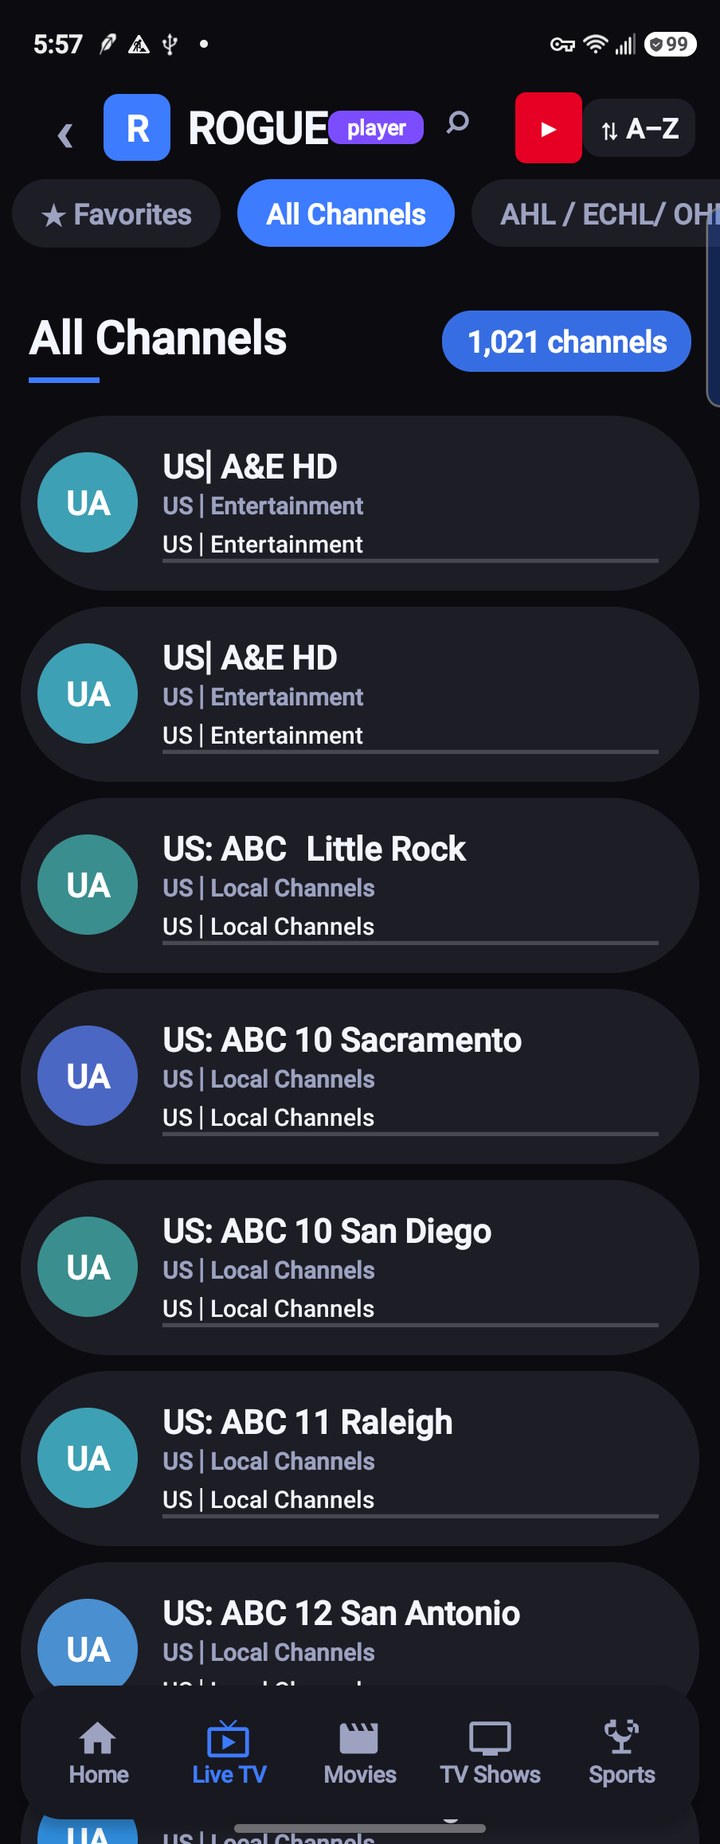 5:57
99
‹ R ROGUE player ⇅ A–Z
★ Favorites All Channels AHL / ECHL/ OH
All Channels 1,021 channels
UA
US| A&E HD
US | Entertainment
US | Entertainment
UA
US| A&E HD
US | Entertainment
US | Entertainment
UA
US: ABC  Little Rock
US | Local Channels
US | Local Channels
UA
US: ABC 10 Sacramento
US | Local Channels
US | Local Channels
UA
US: ABC 10 San Diego
US | Local Channels
US | Local Channels
UA
US: ABC 11 Raleigh
US | Local Channels
US | Local Channels
UA
US: ABC 12 San Antonio
US | Local Channels
Home Live TV Movies TV Shows Sports
UA
US | Local Channels